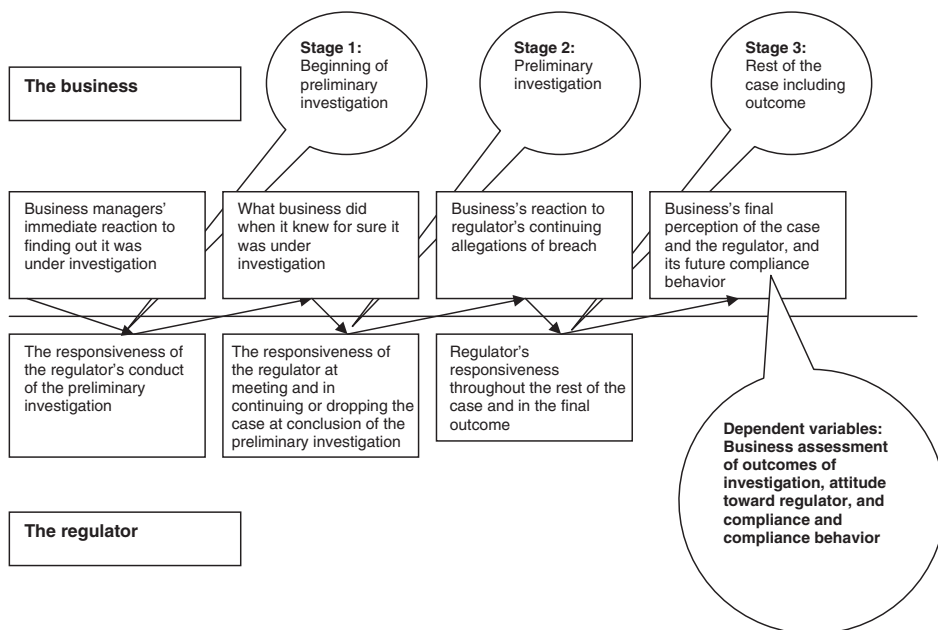 Stage 1:
Beginning of
preliminary
investigation
Stage 2:
Preliminary
investigation
Stage 3:
Rest of the
case including
outcome
The business
Business managers'
immediate reaction to
finding out it was
under investigation
What business did
when it knew for sure it
was under
investigation
Business's reaction to
regulator's continuing
allegations of breach
Business's final
perception of the case
and the regulator, and
its future compliance
behavior
The responsiveness of
the regulator's conduct
of the preliminary
investigation
The responsiveness of
the regulator at
meeting and in
continuing or dropping the
case at conclusion of the
preliminary investigation
Regulator's
responsiveness
throughout the rest of the
case and in the final
outcome
Dependent variables:
Business assessment
of outcomes of
investigation, attitude
toward regulator, and
compliance and
compliance behavior
The regulator